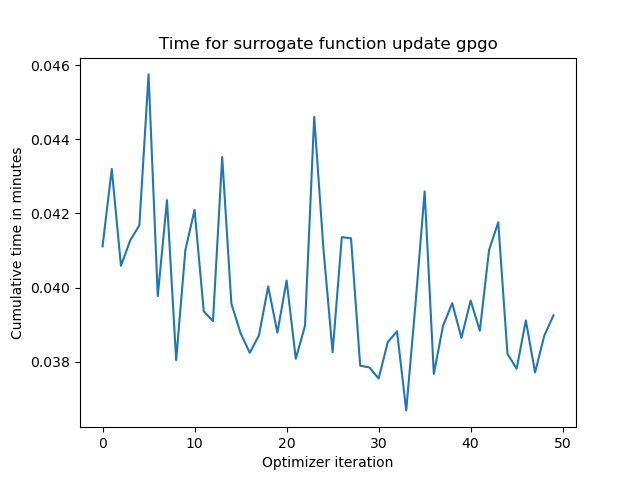 Time for surrogate function update gpgo
0.046
0.044
0.042
0.040
0.038
Cumulative time in minutes
0 10 20 30 40 50
Optimizer iteration